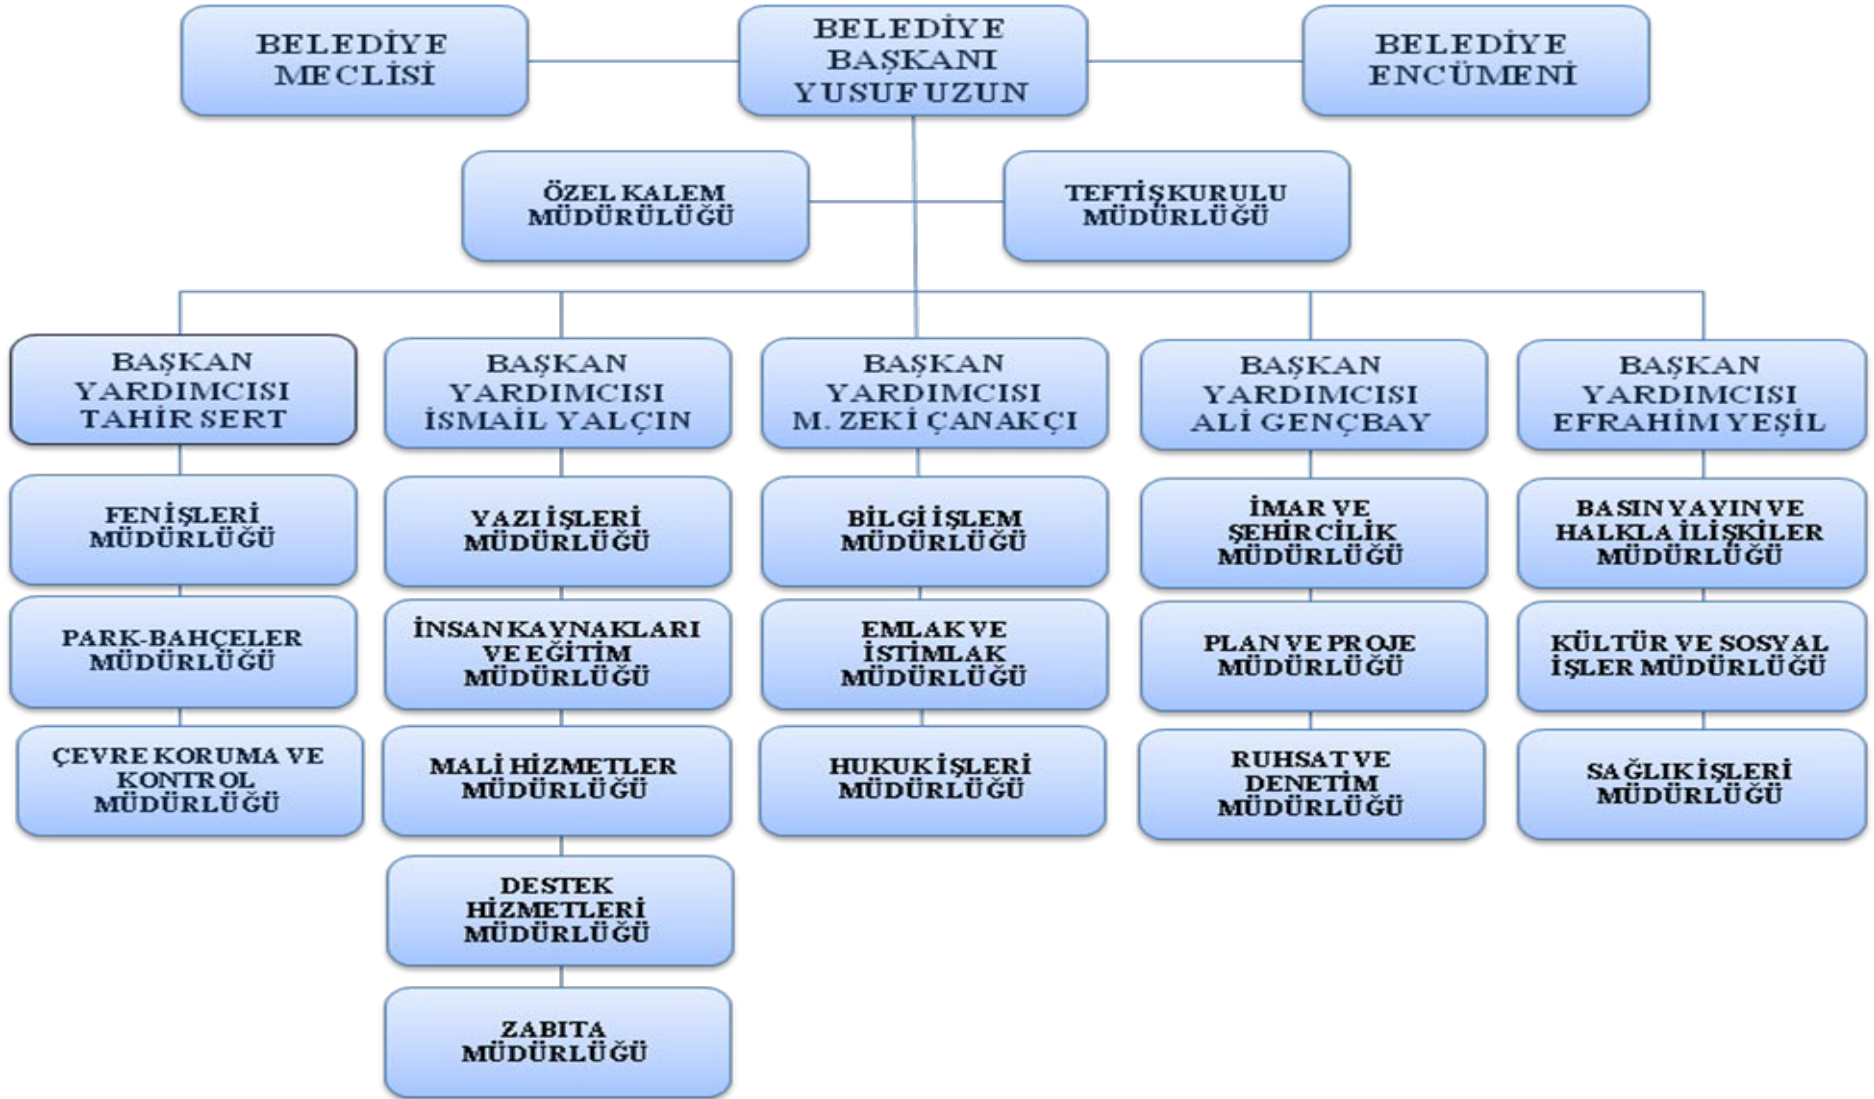 BELEDİYE
MECLİSİ
BELEDİYE
BAŞKANI
YUSUF UZUN
BELEDİYE
ENCÜMENİ
ÖZEL KALEM
MÜDÜRÜLÜĞÜ
TEFTİŞ KURULU
MÜDÜRLÜĞÜ
BAŞKAN
YARDIMCISI
TAHİR SERT
BAŞKAN
YARDIMCISI
İSMAİL YALÇIN
BAŞKAN
YARDIMCISI
M. ZEKİ ÇANAKÇI
BAŞKAN
YARDIMCISI
ALİ GENÇBAY
BAŞKAN
YARDIMCISI
EFRAHİM YEŞİL
FEN İŞLERİ
MÜDÜRLÜĞÜ
YAZI İŞLERİ
MÜDÜRLÜĞÜ
BİLGİ İŞLEM
MÜDÜRLÜĞÜ
İMAR VE
ŞEHİRCİLİK
MÜDÜRLÜĞÜ
BASIN YAYIN VE
HALKLA İLİŞKİLER
MÜDÜRLÜĞÜ
PARK-BAHÇELER
MÜDÜRLÜĞÜ
İNSAN KAYNAKLARI
VE EĞİTİM
MÜDÜRLÜĞÜ
EMLAK VE
İSTİMLAK
MÜDÜRLÜĞÜ
PLAN VE PROJE
MÜDÜRLÜĞÜ
KÜLTÜR VE SOSYAL
İŞLER MÜDÜRLÜĞÜ
ÇEVRE KORUMA VE
KONTROL
MÜDÜRLÜĞÜ
MALİ HİZMETLER
MÜDÜRLÜĞÜ
HUKUK İŞLERİ
MÜDÜRLÜĞÜ
RUHSAT VE
DENETİM
MÜDÜRLÜĞÜ
SAĞLIK İŞLERİ
MÜDÜRLÜĞÜ
DESTEK
HİZMETLERİ
MÜDÜRLÜĞÜ
ZABITA
MÜDÜRLÜĞÜ